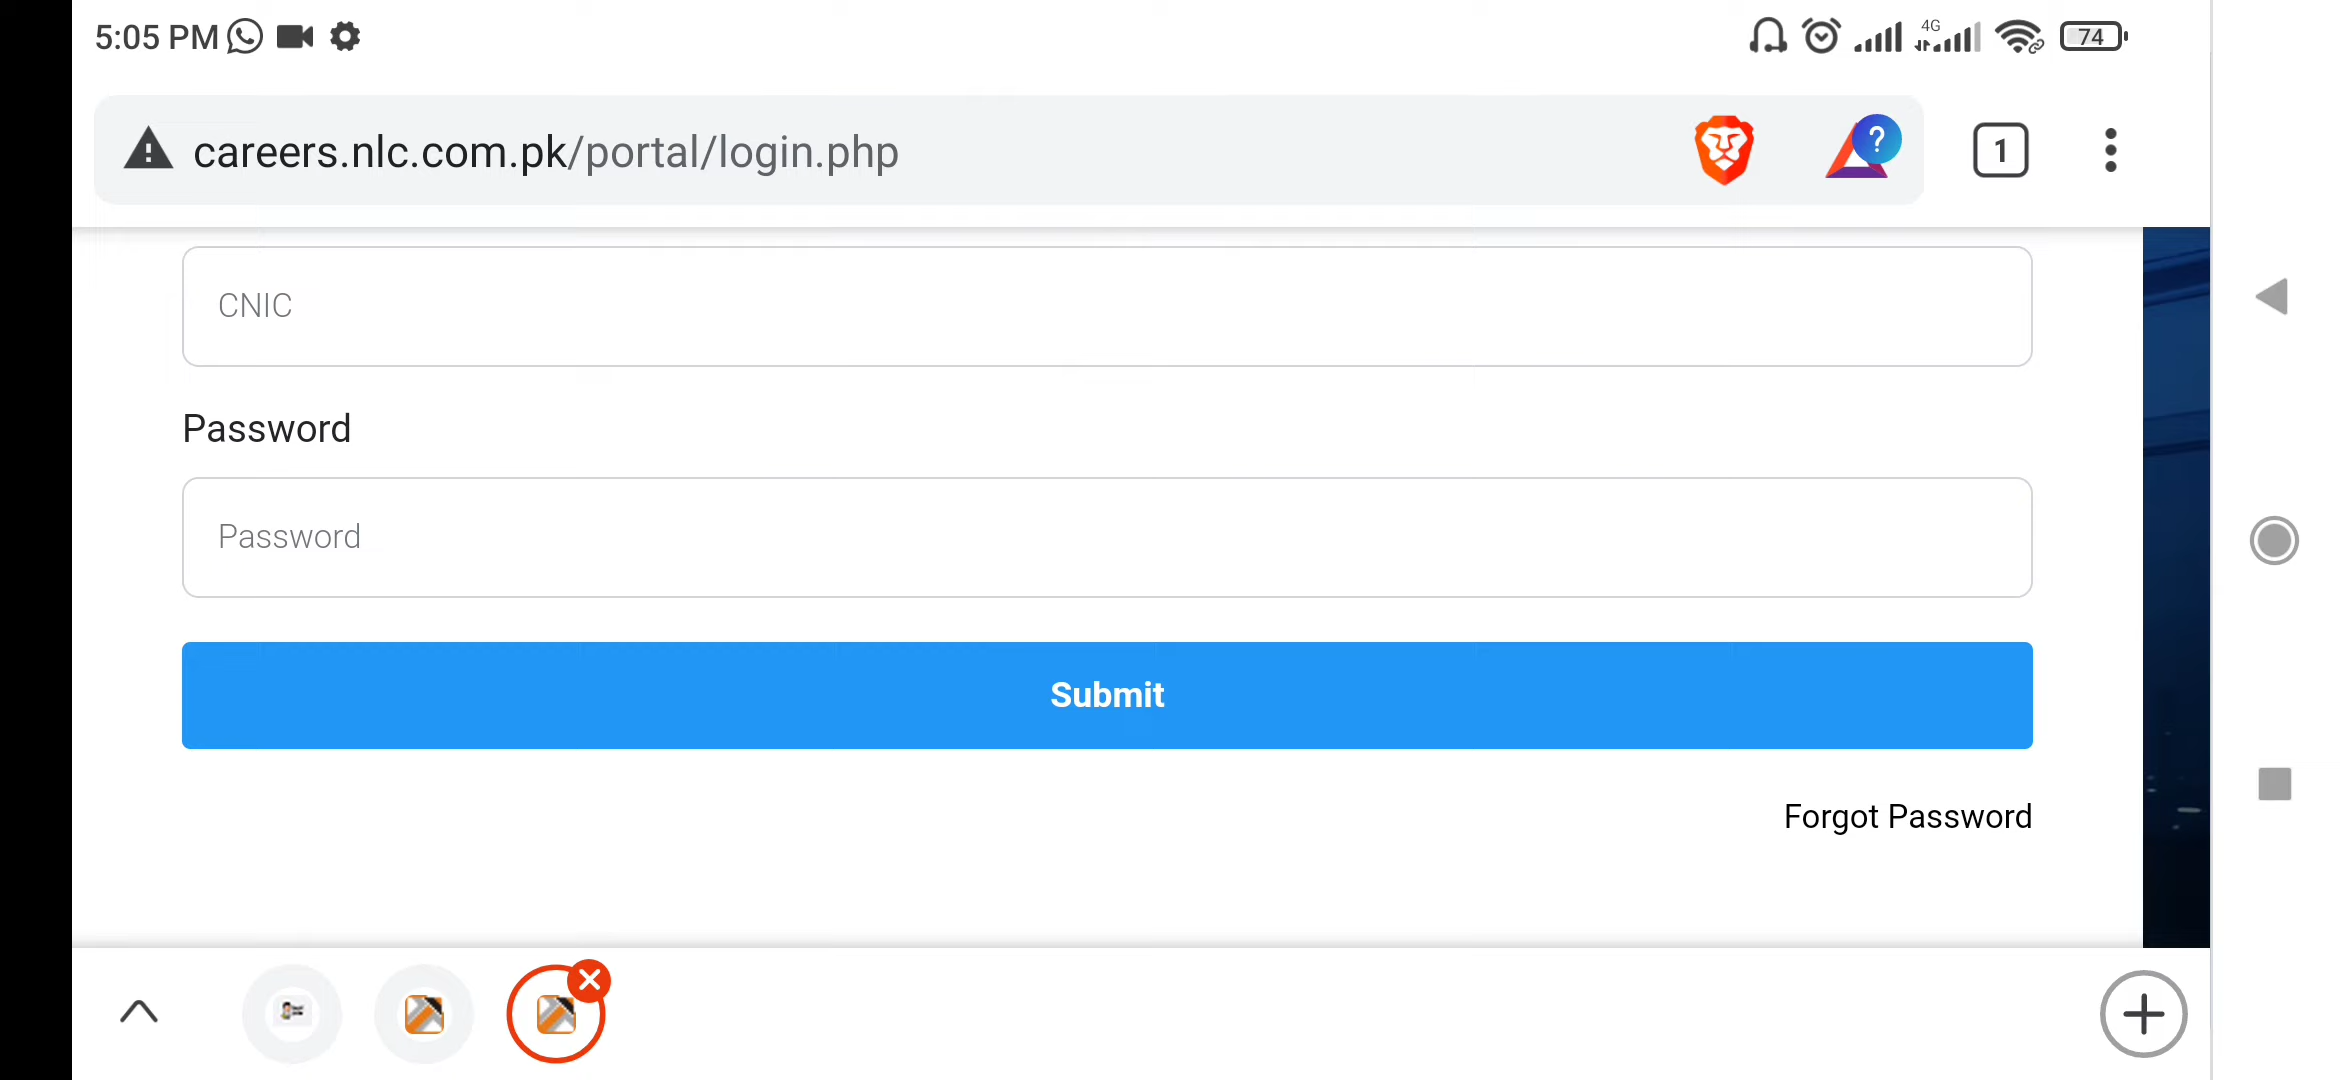 5:05 PM
4G
74
careers.nlc.com.pk/portal/login.php
?
1
CNIC
Password
Password
Submit
Forgot Password